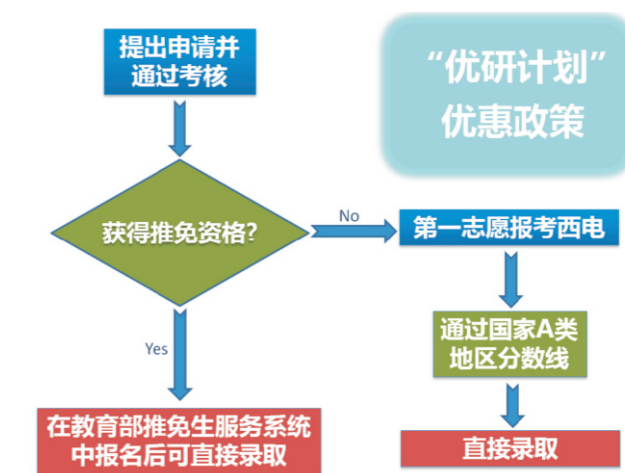 提出申请并
通过考核
“优研计划”
优惠政策
获得推免资格?
No
第一志愿报考西电
通过国家A类
地区分数线
Yes
在教育部推免生服务系统
中报名后可直接录取
直接录取